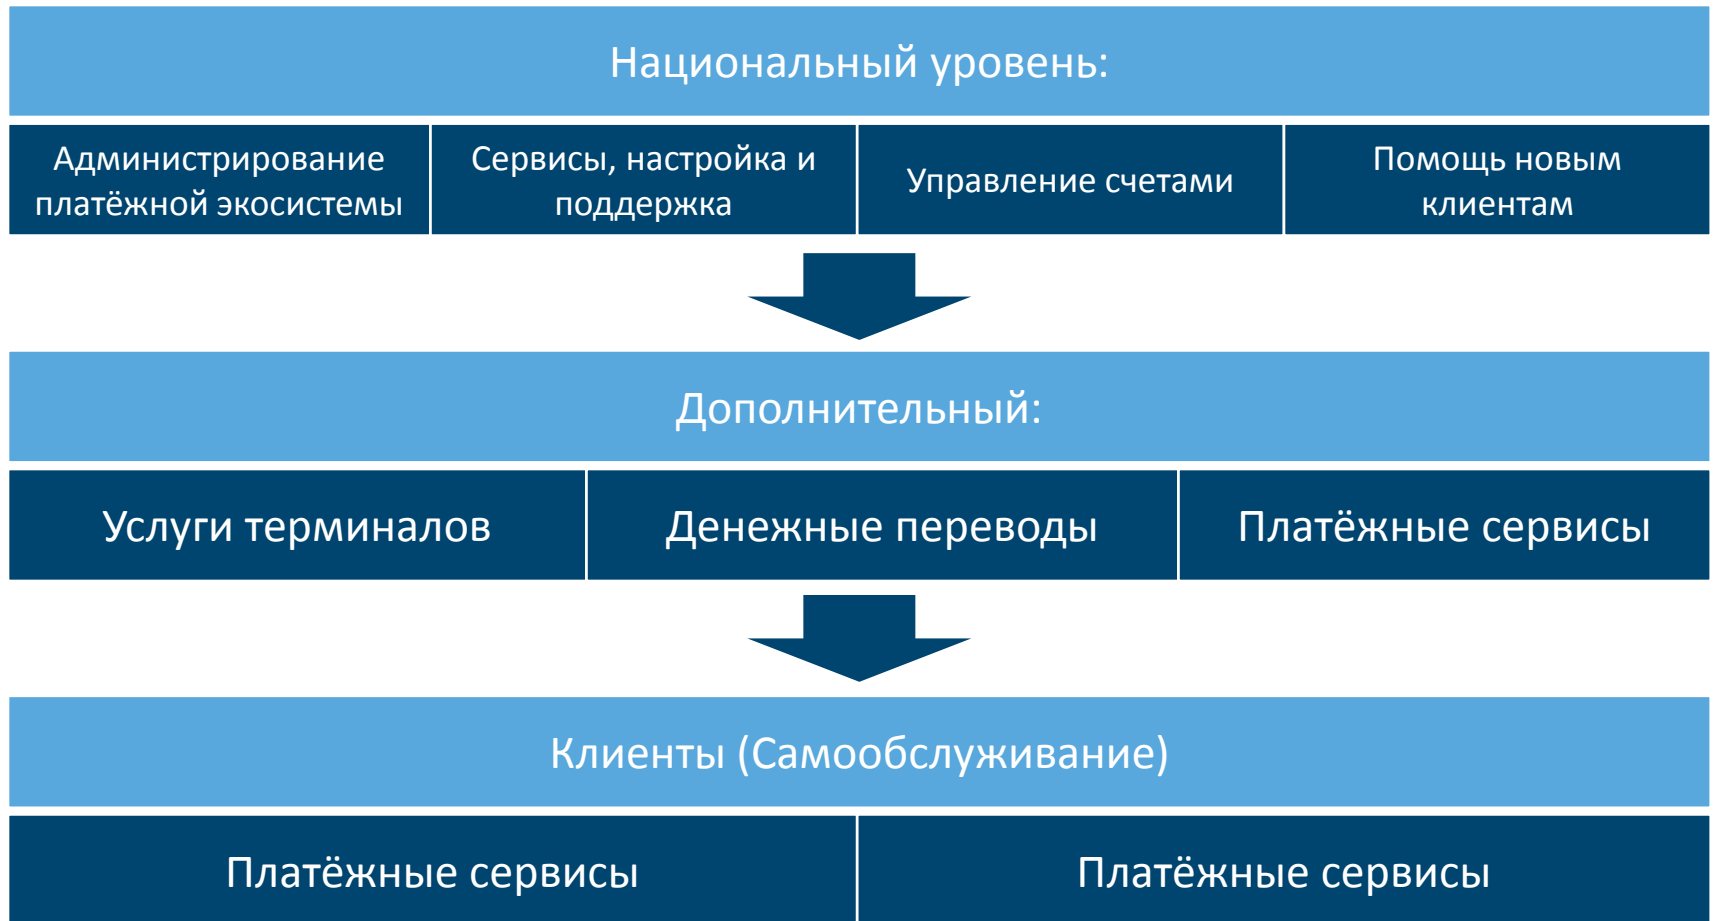 Национальный уровень:
Администрирование
платёжной экосистемы
Сервисы, настройка и
поддержка
Управление счетами
Помощь новым
клиентам
Дополнительный:
Услуги терминалов
Денежные переводы
Платёжные сервисы
Клиенты (Самообслуживание)
Платёжные сервисы
Платёжные сервисы